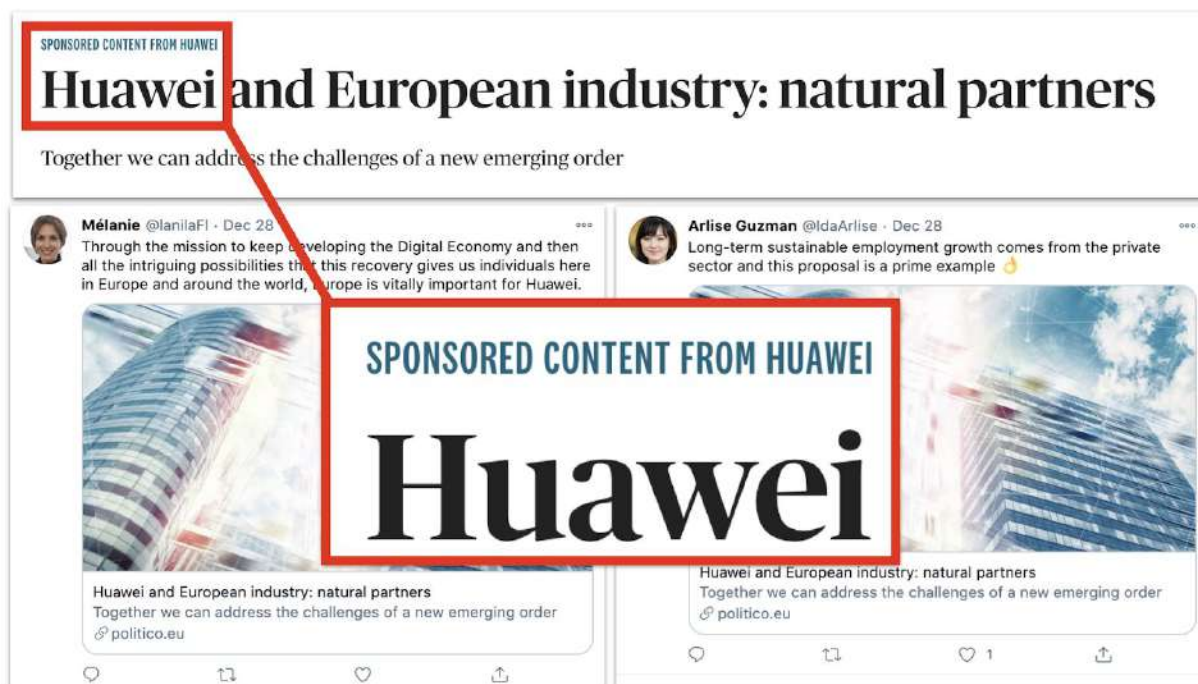 SPONSORED CONTENT FROM HUAWEI
Huawei and European industry: natural partners
Together we can address the challenges of a new emerging order
Mélanie @lanilaFl · Dec 28
Through the mission to keep developing the Digital Economy and then
all the intriguing possibilities that this recovery gives us individuals here
in Europe and around the world, Europe is vitally important for Huawei.
Huawei and European industry: natural partners
Together we can address the challenges of a new emerging order
politico.eu
Arlise Guzman @IdaArlise · Dec 28
Long-term sustainable employment growth comes from the private
sector and this proposal is a prime example 👌
Huawei and European industry: natural partners
Together we can address the challenges of a new emerging order
politico.eu
1
SPONSORED CONTENT FROM HUAWEI
Huawei